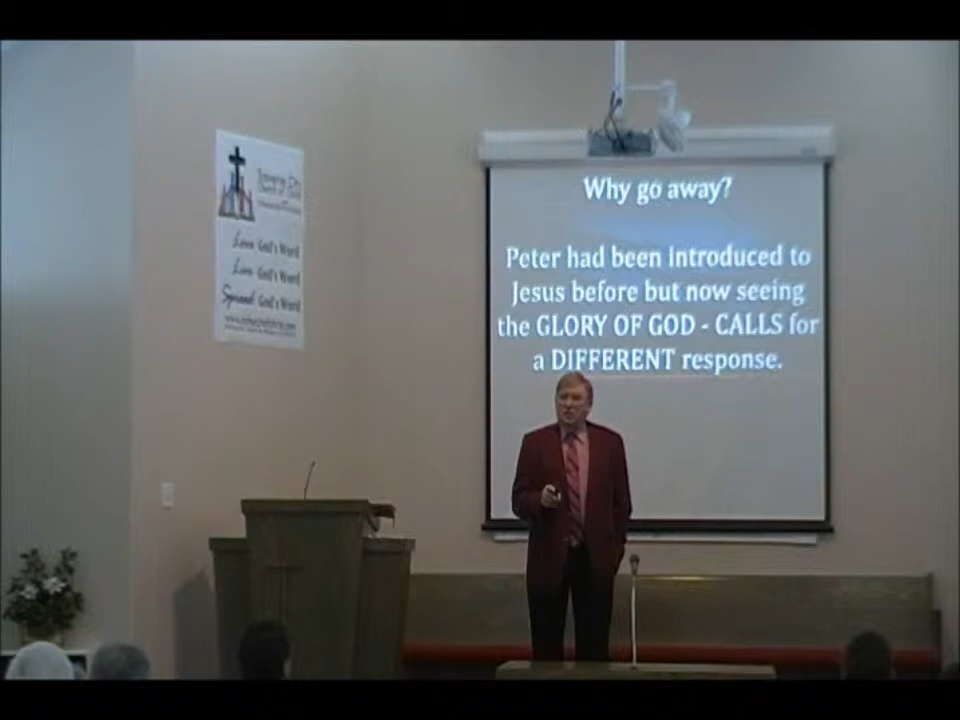 Love God's Word
Live God's Word
Spread God's Word
Why go away?
Peter had been introduced to
Jesus before but now seeing
the GLORY OF GOD - CALLS for
a DIFFERENT response.